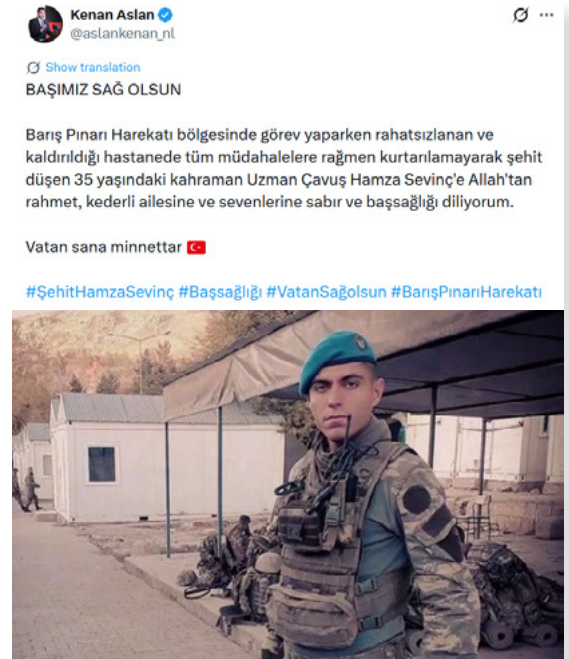 Kenan Aslan
@aslankenan_nl
Show translation
BAŞIMIZ SAĞ OLSUN
Barış Pınarı Harekatı bölgesinde görev yaparken rahatsızlanan ve
kaldırıldığı hastanede tüm müdahalelere rağmen kurtarılamayarak şehit
düşen 35 yaşındaki kahraman Uzman Çavuş Hamza Sevinç'e Allah'tan
rahmet, kederli ailesine ve sevenlerine sabır ve başsağlığı diliyorum.
Vatan sana minnettar 🇹🇷
#ŞehitHamzaSevinç #Başsağlığı #VatanSağolsun #BarışPınarıHarekatı